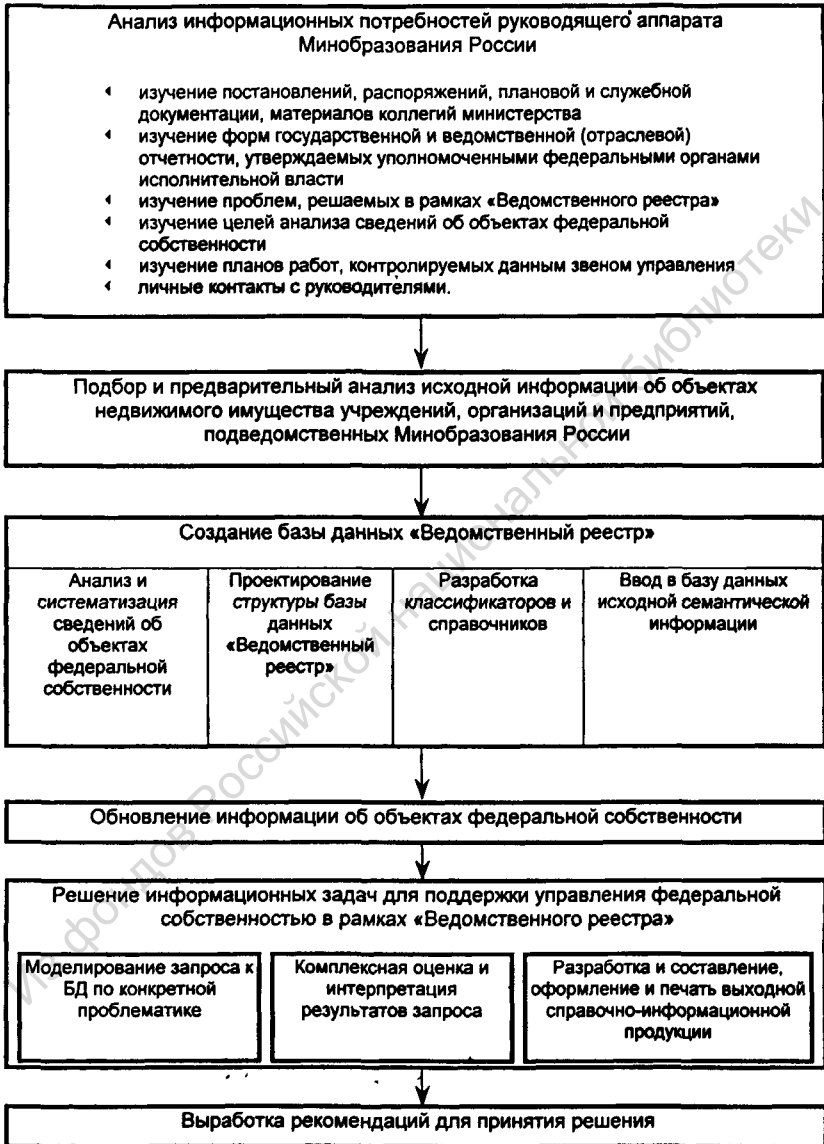 Анализ информационных потребностей руководящего аппарата
Минобразования России
изучение постановлений, распоряжений, плановой и служебной
документации, материалов коллегий министерства
изучение форм государственной и ведомственной (отраслевой)
отчетности, утверждаемых уполномоченными федеральными органами
исполнительной власти
изучение проблем, решаемых в рамках «Ведомственного реестра»
изучение целей анализа сведений об объектах федеральной
собственности
изучение планов работ, контролируемых данным звеном управления
личные контакты с руководителями.
Подбор и предварительный анализ исходной информации об объектах
недвижимого имущества учреждений, организаций и предприятий,
подведомственных Минобразования России
Создание базы данных «Ведомственный реестр»
Анализ и
систематизация
сведений об
объектах
федеральной
собственности
Проектирование
структуры базы
данных
«Ведомственный
реестр»
Разработка
классификаторов и
справочников
Ввод в базу данных
исходной семантической
информации
Обновление информации об объектах федеральной собственности
Решение информационных задач для поддержки управления федеральной
собственностью в рамках «Ведомственного реестра»
Моделирование запроса к
БД по конкретной
проблематике
Комплексная оценка и
интерпретация
результатов запроса
Разработка и составление,
оформление и печать выходной
справочно-информационной
продукции
Выработка рекомендаций для принятия решения
Из фондов Российской национальной библиотеки